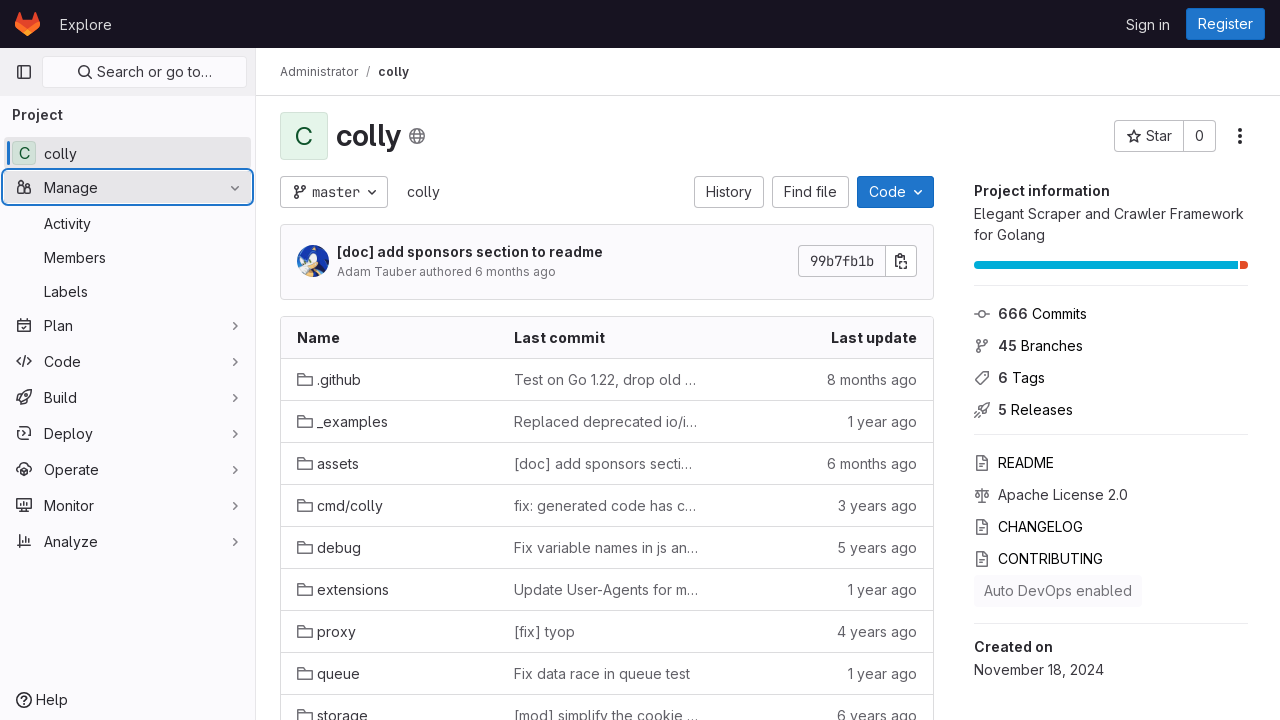 Explore
Sign in
Register
Search or go to…
Administrator / colly
Project
C colly
Manage
Activity
Members
Labels
Plan
Code
Build
Deploy
Operate
Monitor
Analyze
Help
C
colly
Star 0
master
colly
History
Find file
Code
[doc] add sponsors section to readme
Adam Tauber authored 6 months ago
99b7fb1b
Name Last commit Last update
.github Test on Go 1.22, drop old … 8 months ago
_examples Replaced deprecated io/i… 1 year ago
assets [doc] add sponsors secti… 6 months ago
cmd/colly fix: generated code has c… 3 years ago
debug Fix variable names in js an… 5 years ago
extensions Update User-Agents for m… 1 year ago
proxy [fix] tyop 4 years ago
queue Fix data race in queue test 1 year ago
storage [mod] simplify the cookie … 6 years ago
Project information
Elegant Scraper and Crawler Framework
for Golang
666 Commits
45 Branches
6 Tags
5 Releases
README
Apache License 2.0
CHANGELOG
CONTRIBUTING
Auto DevOps enabled
Created on
November 18, 2024